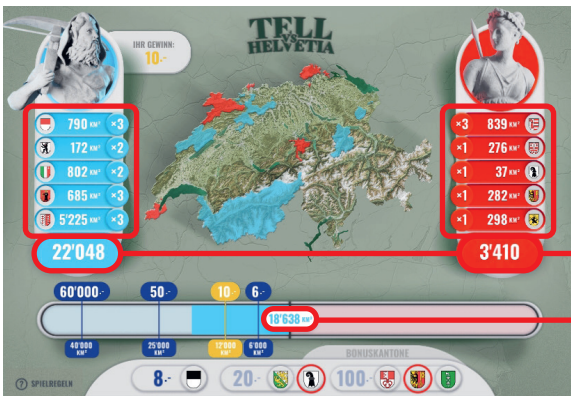 TELL
VS
HELVETIA
IHR GEWINN:
10.-
790 KM² ×3
172 KM² ×2
802 KM² ×2
685 KM² ×3
5'225 KM² ×3
22'048
×3 839 KM²
×1 276 KM²
×1 37 KM²
×1 282 KM²
×1 298 KM²
3'410
60'000.- 50.- 10.- 6.-
18'638 KM²
40'000 KM² 25'000 KM² 12'000 KM² 6'000 KM²
BONUSKANTONE
? SPIELREGELN
8.- 20.- 100.-